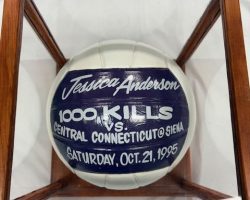 Jessica Anderson
1000 KILLS
VS.
CENTRAL CONNECTICUT @ SIENA
SATURDAY, OCT. 21, 1995